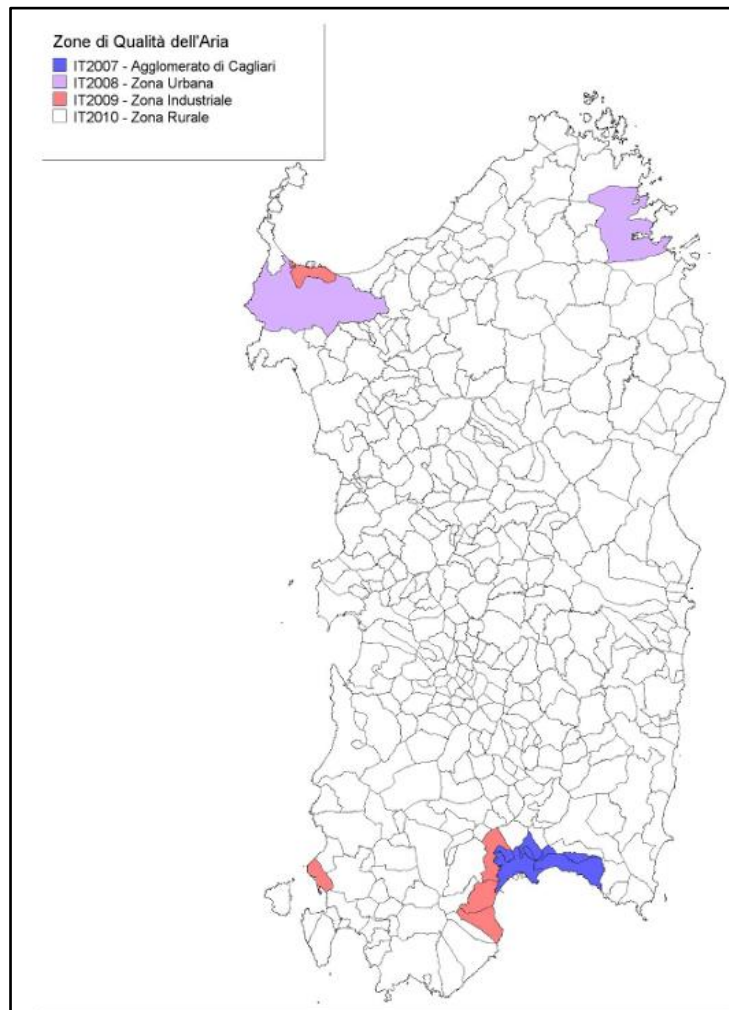 Zone di Qualità dell'Aria
IT2007 - Agglomerato di Cagliari
IT2008 - Zona Urbana
IT2009 - Zona Industriale
IT2010 - Zona Rurale